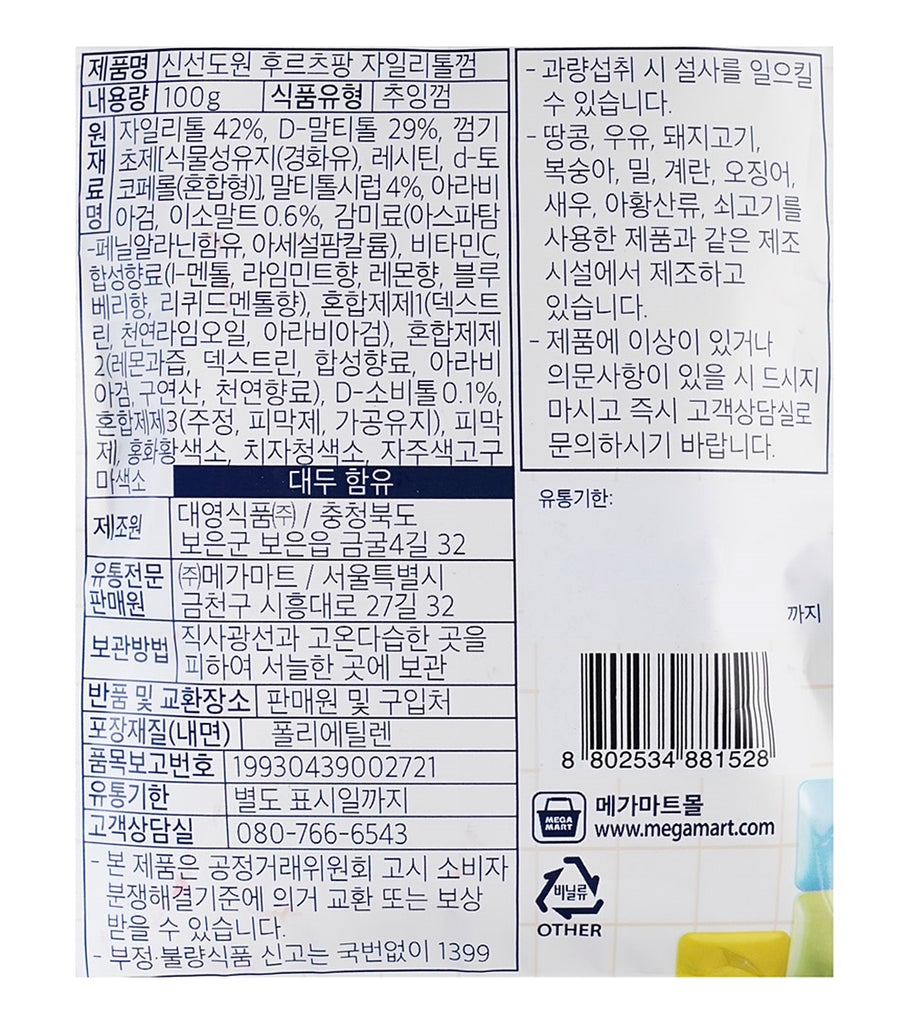 제품명 신선도원 후르츠팡 자일리톨껌
내용량 100g 식품유형 추잉껌
원재료명 자일리톨 42%, D-말티톨 29%, 껌기
초제[식물성유지(경화유), 레시틴, d-토
코페롤(혼합형)], 말티톨시럽 4%, 아라비
아검, 이소말트 0.6%, 감미료(아스파탐
-페닐알라닌함유, 아세설팜칼륨), 비타민C,
합성향료(l-멘톨, 라임민트향, 레몬향, 블루
베리향, 리퀴드멘톨향), 혼합제제1(덱스트
린, 천연라임오일, 아라비아검), 혼합제제
2(레몬과즙, 덱스트린, 합성향료, 아라비
아검, 구연산, 천연향료), D-소비톨 0.1%,
혼합제제3(주정, 피막제, 가공유지), 피막
제, 홍화황색소, 치자청색소, 자주색고구
마색소 대두 함유
제조원 대영식품㈜ / 충청북도
보은군 보은읍 금굴4길 32
유통전문판매원 ㈜메가마트 / 서울특별시
금천구 시흥대로 27길 32
보관방법 직사광선과 고온다습한 곳을
피하여 서늘한 곳에 보관
반품 및 교환장소 판매원 및 구입처
포장재질(내면) 폴리에틸렌
품목보고번호 19930439002721
유통기한 별도 표시일까지
고객상담실 080-766-6543
- 본 제품은 공정거래위원회 고시 소비자
분쟁해결기준에 의거 교환 또는 보상
받을 수 있습니다.
- 부정·불량식품 신고는 국번없이 1399
- 과량섭취 시 설사를 일으킬
수 있습니다.
- 땅콩, 우유, 돼지고기,
복숭아, 밀, 계란, 오징어,
새우, 아황산류, 쇠고기를
사용한 제품과 같은 제조
시설에서 제조하고
있습니다.
- 제품에 이상이 있거나
의문사항이 있을 시 드시지
마시고 즉시 고객상담실로
문의하시기 바랍니다.
유통기한:
까지
8 802534 881528
MEGA
MART
메가마트몰
www.megamart.com
비닐류
OTHER